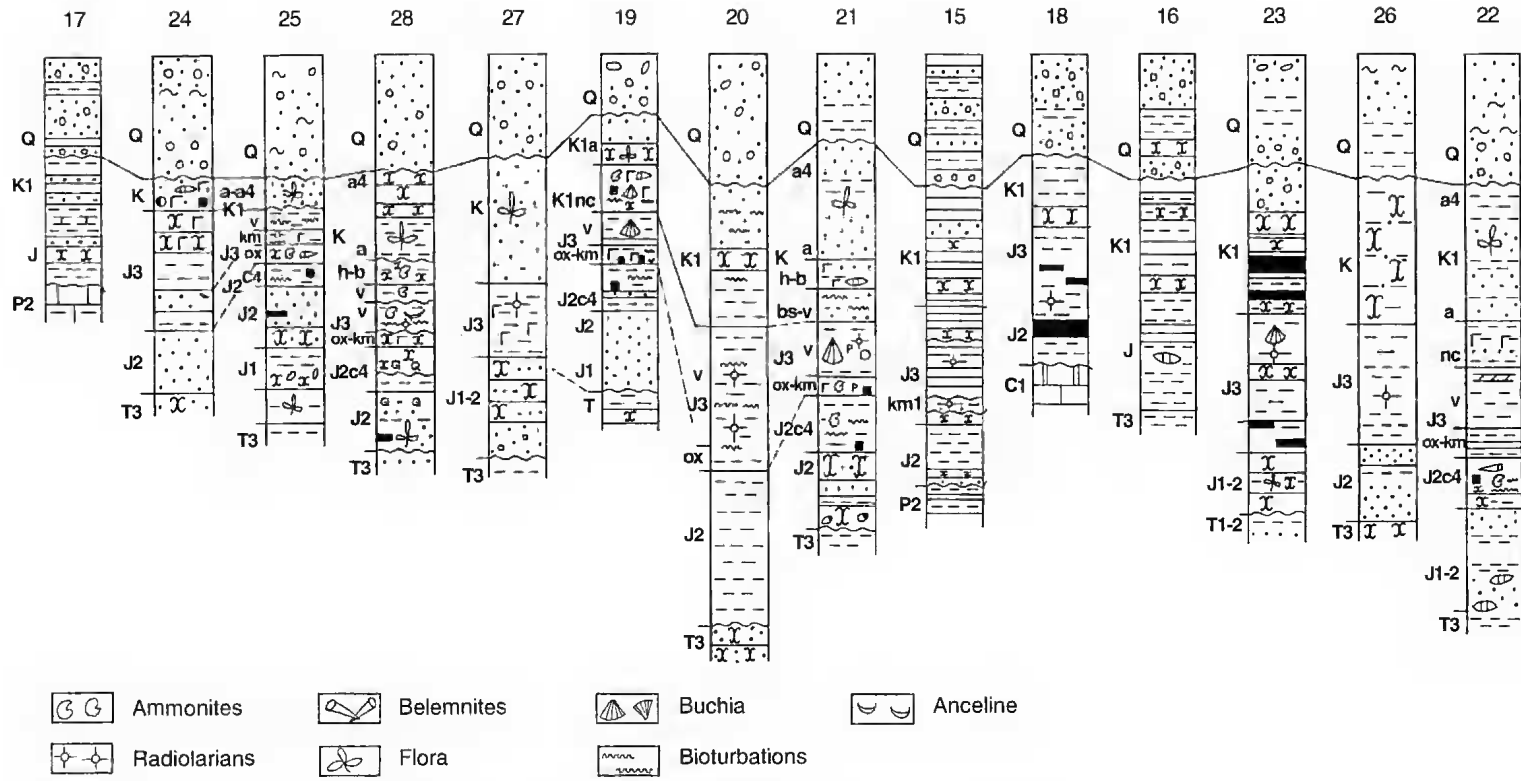 17 24 25 28 27 19 20 21 15 18 16 23 26 22
Q
K1
J
P2
Q
K
J3
J2
T3
Q
a-a4
K1
v
km
J3 ox
c4
J2
J2
J1
T3
Q
a4
K
a
h-b
v
v
J3
ox-km
J2c4
J2
T3
Q
K
J3
J1-2
T3
Q
K1a
K1nc
v
J3
ox-km
J2c4
J2
J1
T
Q
K1
v
J3
ox
J2
T3
Q
a4
K a
h-b
bs-v
J3 v
P
ox-km
P
J2c4
J2
T3
Q
K1
J3
km1
J2
P2
Q
K1
J3
J2
C1
Q
K1
J
T3
Q
K1
J3
J1-2
T1-2
Q
K
J3
J2
T3
Q
a4
K1
a
nc
v
J3
ox-km
J2c4
J1-2
T3
Ammonites Belemnites Buchia Anceline
Radiolarians Flora Bioturbations